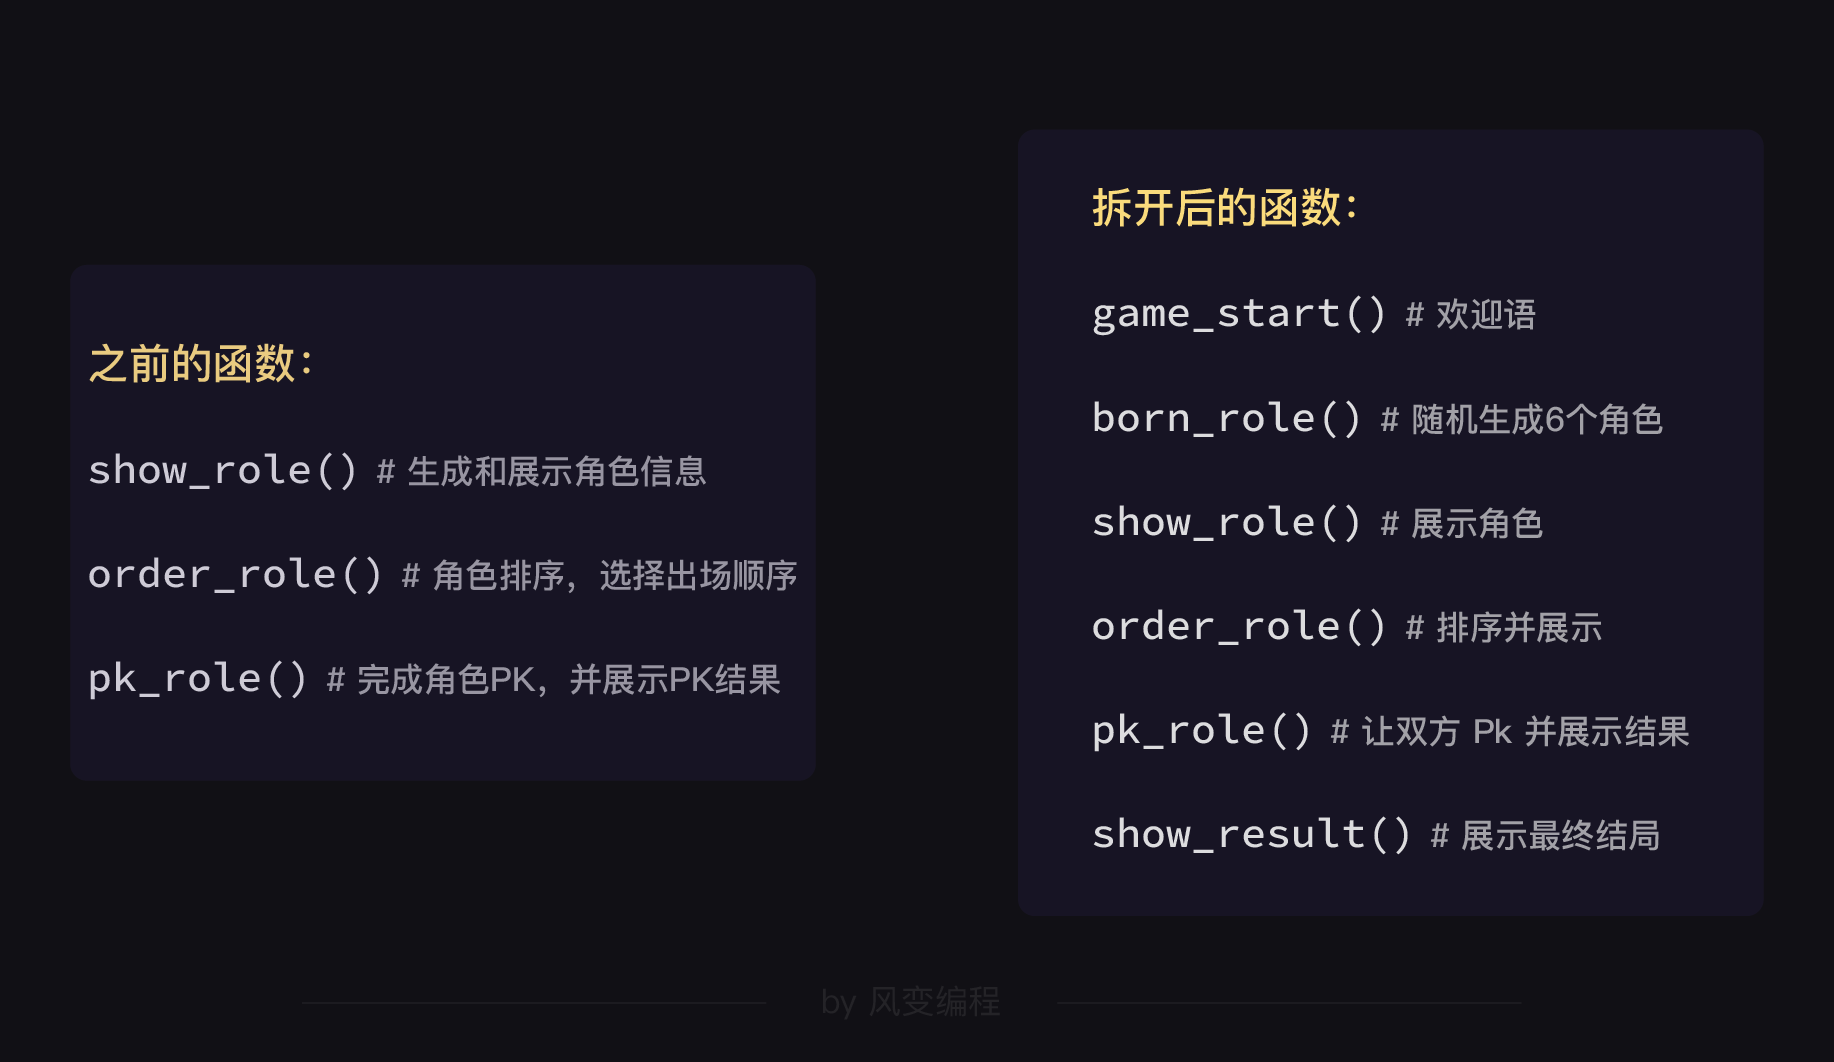 之前的函数：
show_role() # 生成和展示角色信息
order_role() # 角色排序，选择出场顺序
pk_role() # 完成角色PK，并展示PK结果
拆开后的函数：
game_start() # 欢迎语
born_role() # 随机生成6个角色
show_role() # 展示角色
order_role() # 排序并展示
pk_role() # 让双方 Pk 并展示结果
show_result() # 展示最终结局
by 风变编程